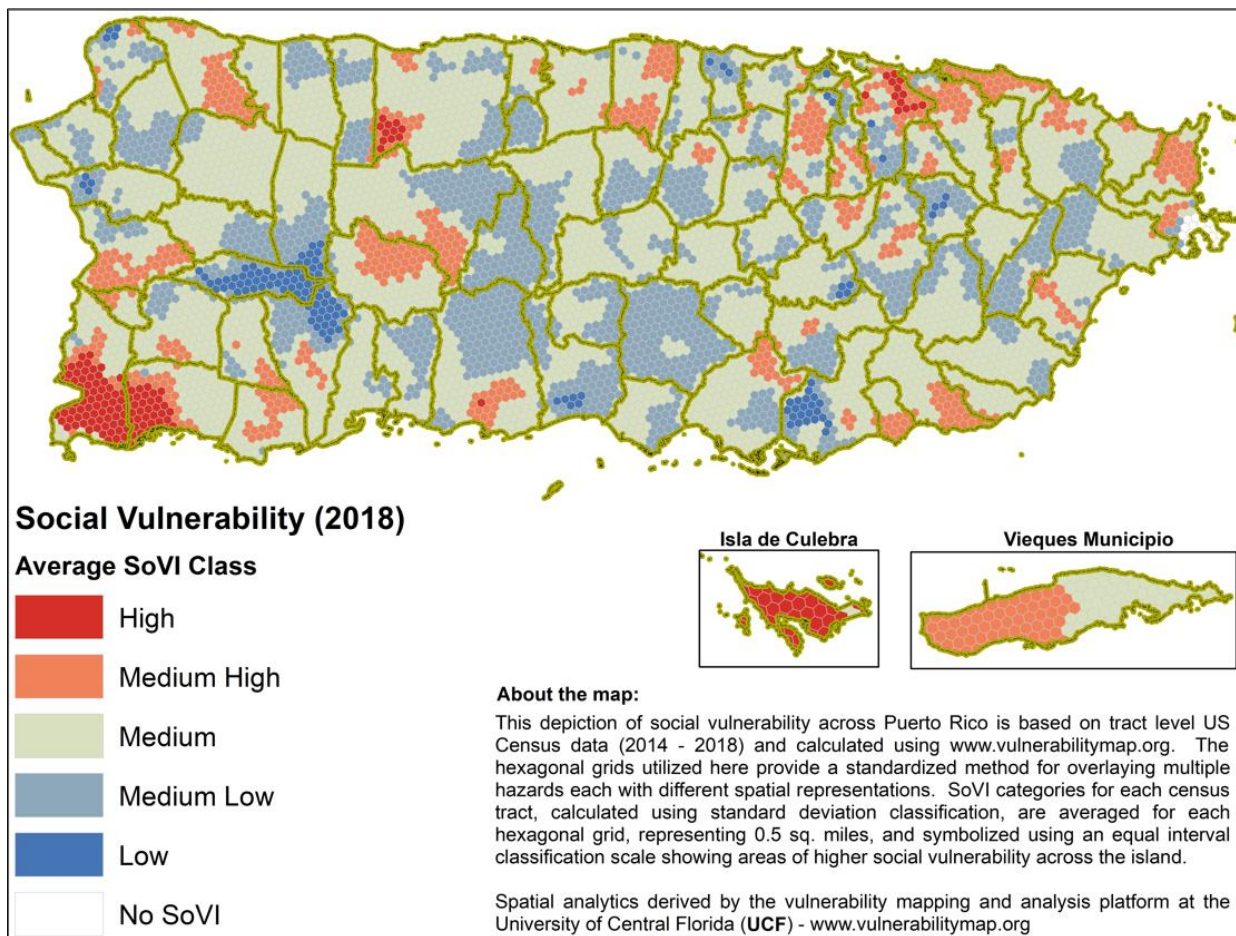 Social Vulnerability (2018)
Average SoVI Class
High
Medium High
Medium
Medium Low
Low
No SoVI
Isla de Culebra
Vieques Municipio
About the map:
This depiction of social vulnerability across Puerto Rico is based on tract level US
Census data (2014 - 2018) and calculated using www.vulnerabilitymap.org. The
hexagonal grids utilized here provide a standardized method for overlaying multiple
hazards each with different spatial representations. SoVI categories for each census
tract, calculated using standard deviation classification, are averaged for each
hexagonal grid, representing 0.5 sq. miles, and symbolized using an equal interval
classification scale showing areas of higher social vulnerability across the island.
Spatial analytics derived by the vulnerability mapping and analysis platform at the
University of Central Florida (UCF) - www.vulnerabilitymap.org